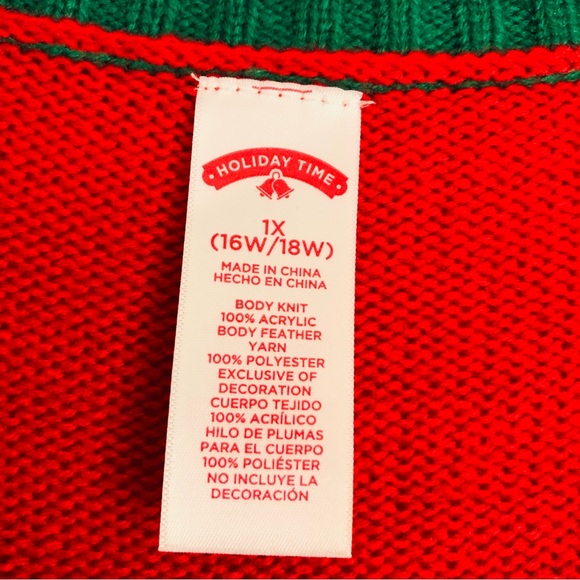 • HOLIDAY TIME •
1X
(16W/18W)
MADE IN CHINA
HECHO EN CHINA
BODY KNIT
100% ACRYLIC
BODY FEATHER
YARN
100% POLYESTER
EXCLUSIVE OF
DECORATION
CUERPO TEJIDO
100% ACRÍLICO
HILO DE PLUMAS
PARA EL CUERPO
100% POLIÉSTER
NO INCLUYE LA
DECORACIÓN